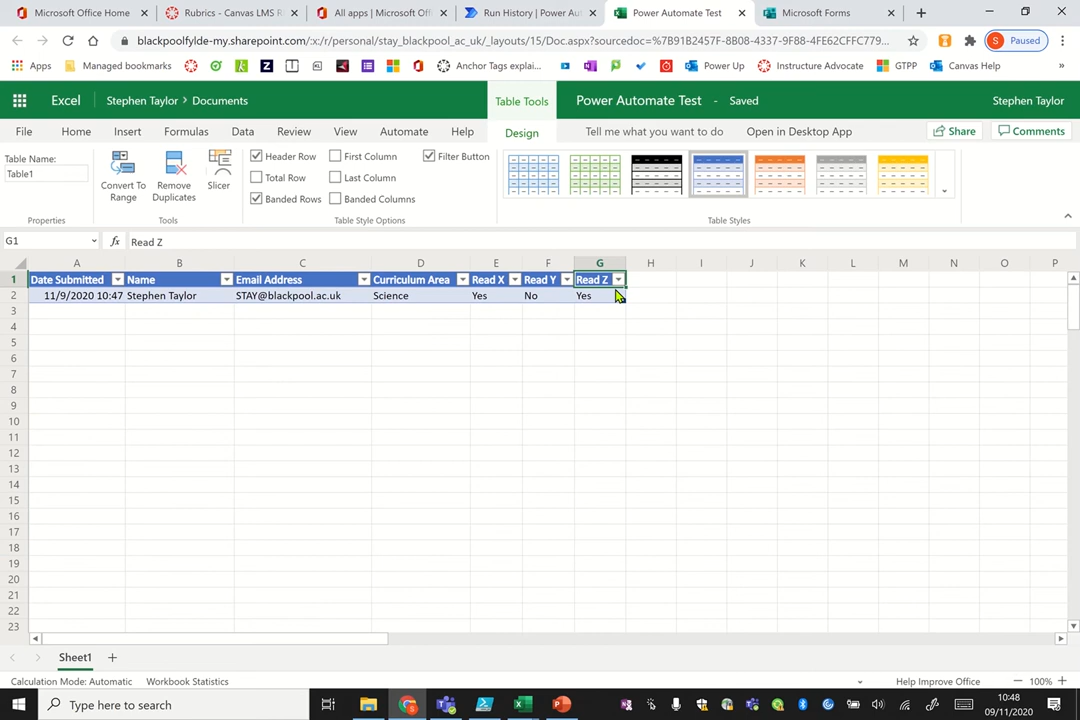 Microsoft Office Home
Rubrics - Canvas LMS R
All apps | Microsoft Offi
Run History | Power Aut
Power Automate Test
Microsoft Forms
blackpoolfylde-my.sharepoint.com/:x:/r/personal/stay_blackpool_ac_uk/_layouts/15/Doc.aspx?sourcedoc=%7B91B2457F-8B08-4337-9F88-4FE62CFFC779...
S Paused
Apps
Managed bookmarks
Anchor Tags explai...
Power Up
Instructure Advocate
GTPP
Canvas Help
»
Excel
Stephen Taylor > Documents
Table Tools
Power Automate Test - Saved
Stephen Taylor
File
Home
Insert
Formulas
Data
Review
View
Automate
Help
Design
Tell me what you want to do
Open in Desktop App
Share
Comments
Table Name:
Table1
Properties
Convert To
Range
Remove
Duplicates
Slicer
Tools
Header Row
First Column
Filter Button
Total Row
Last Column
Banded Rows
Banded Columns
Table Style Options
Table Styles
G1
fx
Read Z
A B C D E F G H I J K L M N O P
1 Date Submitted Name Email Address Curriculum Area Read X Read Y Read Z
2 11/9/2020 10:47 Stephen Taylor STAY@blackpool.ac.uk Science Yes No Yes
3
4
5
6
7
8
9
10
11
12
13
14
15
16
17
18
19
20
21
22
23
Sheet1
Calculation Mode: Automatic
Workbook Statistics
Help Improve Office
100%
Type here to search
10:48
09/11/2020